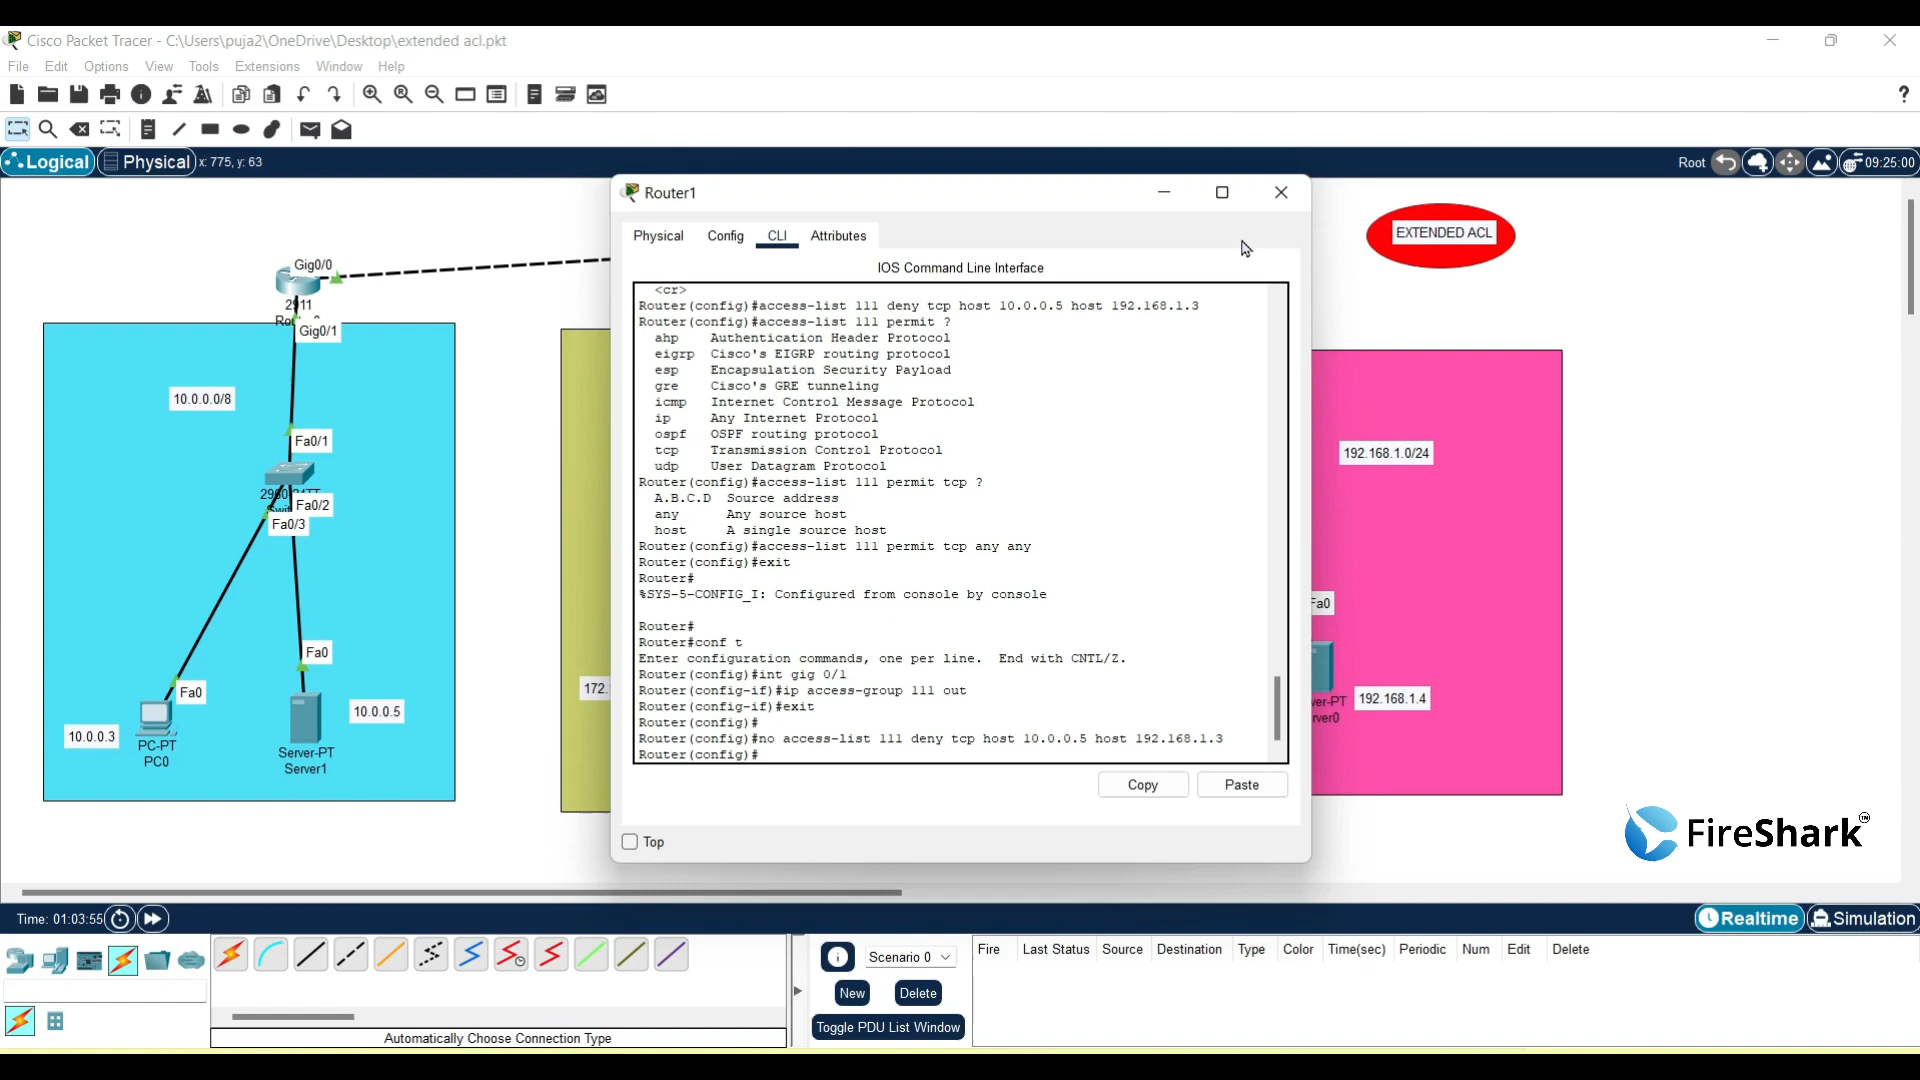 Cisco Packet Tracer - C:\Users\puja2\OneDrive\Desktop\extended acl.pkt
File Edit Options View Tools Extensions Window Help
?
Logical Physical x: 775, y: 63
Root 09:25:00
Router1
Physical Config CLI Attributes
IOS Command Line Interface
<cr>
Router(config)#access-list 111 deny tcp host 10.0.0.5 host 192.168.1.3
Router(config)#access-list 111 permit ?
ahp Authentication Header Protocol
eigrp Cisco's EIGRP routing protocol
esp Encapsulation Security Payload
gre Cisco's GRE tunneling
icmp Internet Control Message Protocol
ip Any Internet Protocol
ospf OSPF routing protocol
tcp Transmission Control Protocol
udp User Datagram Protocol
Router(config)#access-list 111 permit tcp ?
A.B.C.D Source address
any Any source host
host A single source host
Router(config)#access-list 111 permit tcp any any
Router(config)#exit
Router#
%SYS-5-CONFIG_I: Configured from console by console
Router#
Router#conf t
Enter configuration commands, one per line. End with CNTL/Z.
Router(config)#int gig 0/1
Router(config-if)#ip access-group 111 out
Router(config-if)#exit
Router(config)#
Router(config)#no access-list 111 deny tcp host 10.0.0.5 host 192.168.1.3
Router(config)#
Copy Paste
Top
EXTENDED ACL
Gig0/0
2911
Gig0/1
10.0.0.0/8
Fa0/1
Fa0/2
Fa0/3
Fa0
Fa0
10.0.0.5
10.0.0.3
PC-PT
PC0
Server-PT
Server1
172.
192.168.1.0/24
Fa0
192.168.1.4
ver-PT
rver0
FireShark™
Time: 01:03:55
Realtime Simulation
Scenario 0
New Delete
Toggle PDU List Window
Fire Last Status Source Destination Type Color Time(sec) Periodic Num Edit Delete
Automatically Choose Connection Type